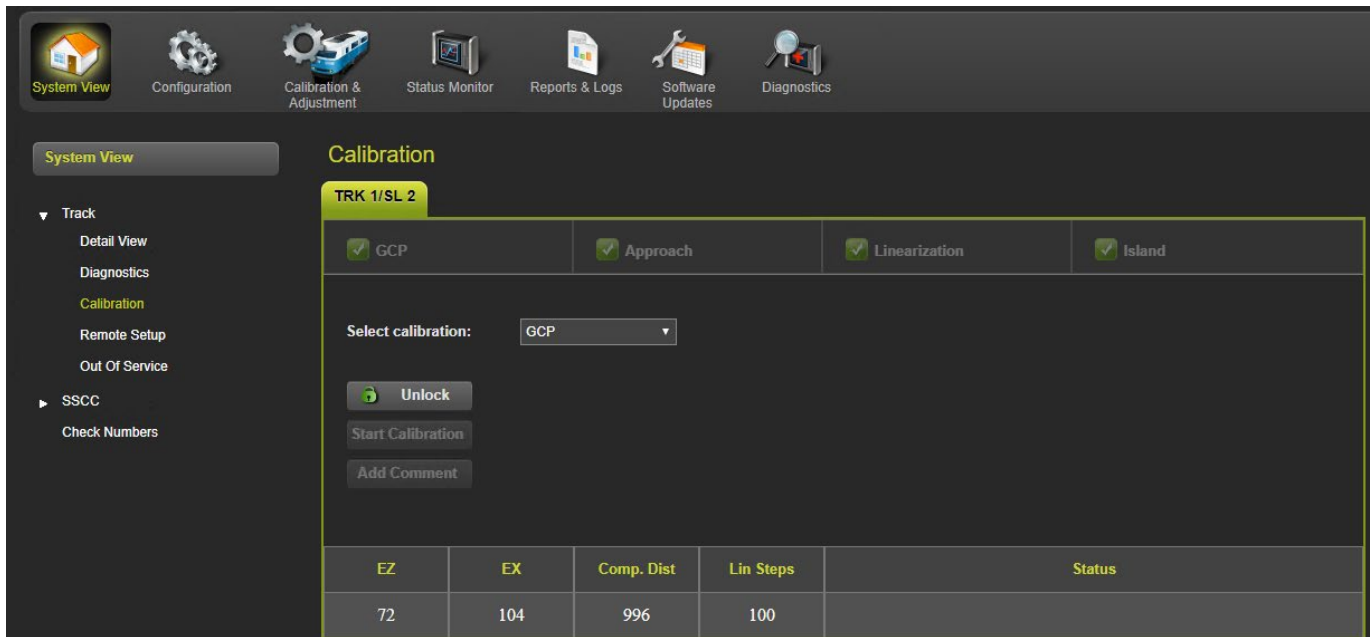 System View
Configuration
Calibration &
Adjustment
Status Monitor
Reports & Logs
Software
Updates
Diagnostics
System View
Track
Detail View
Diagnostics
Calibration
Remote Setup
Out Of Service
SSCC
Check Numbers
Calibration
TRK 1/SL 2
GCP
Approach
Linearization
Island
Select calibration:
GCP
Unlock
Start Calibration
Add Comment
EZ
EX
Comp. Dist
Lin Steps
Status
72
104
996
100